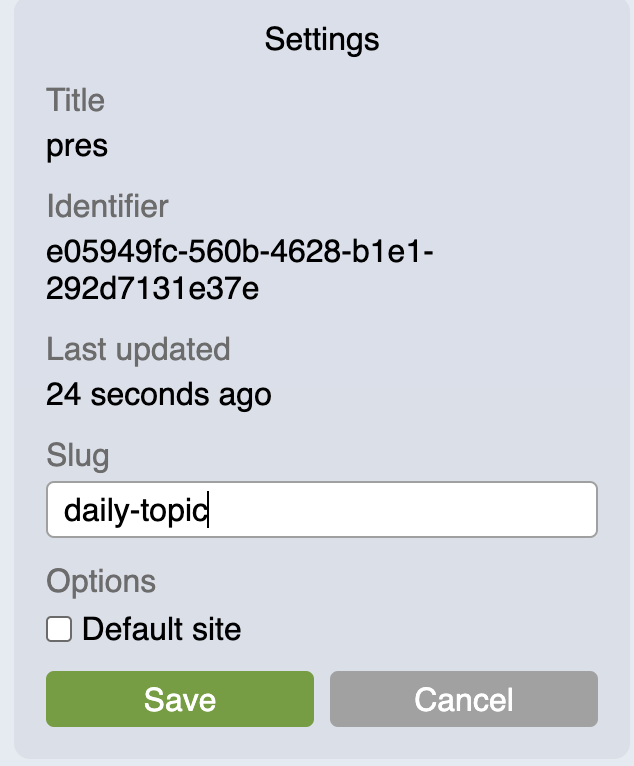 Settings
Title
pres
Identifier
e05949fc-560b-4628-b1e1-
292d7131e37e
Last updated
24 seconds ago
Slug
daily-topic
Options
Default site
Save
Cancel